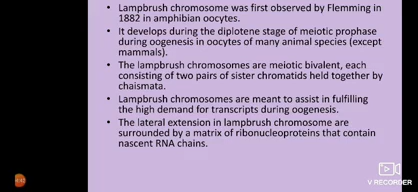 Lampbrush chromosome was first observed by Flemming in
1882 in amphibian oocytes.
It develops during the diplotene stage of meiotic prophase
during oogenesis in oocytes of many animal species (except
mammals).
The lampbrush chromosomes are meiotic bivalent, each
consisting of two pairs of sister chromatids held together by
chaismata.
Lampbrush chromosomes are meant to assist in fulfilling
the high demand for transcripts during oogenesis.
The lateral extension in lampbrush chromosome are
surrounded by a matrix of ribonucleoproteins that contain
nascent RNA chains.
V RECORDER